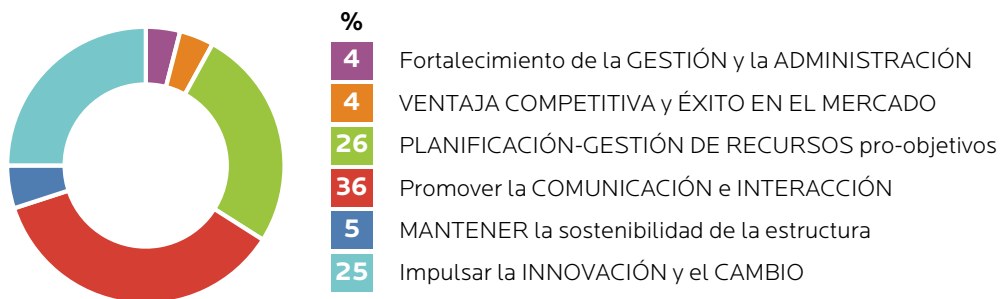 %
4 Fortalecimiento de la GESTIÓN y la ADMINISTRACIÓN
4 VENTAJA COMPETITIVA y ÉXITO EN EL MERCADO
26 PLANIFICACIÓN-GESTIÓN DE RECURSOS pro-objetivos
36 Promover la COMUNICACIÓN e INTERACCIÓN
5 MANTENER la sostenibilidad de la estructura
25 Impulsar la INNOVACIÓN y el CAMBIO